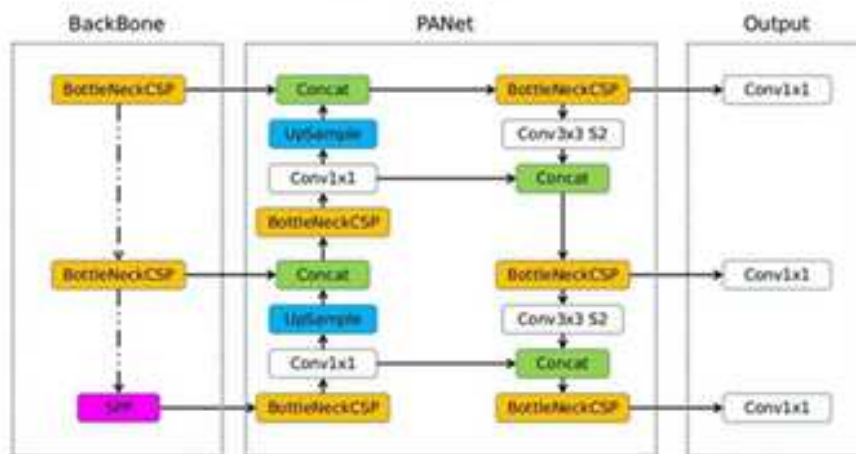 BackBone
PANet
Output
BottleNeckCSP
Concat
BottleNeckCSP
Conv1x1
UpSample
Conv3x3 S2
Conv1x1
Concat
BottleNeckCSP
BottleNeckCSP
Concat
BottleNeckCSP
Conv1x1
UpSample
Conv3x3 S2
Conv1x1
Concat
SPP
BottleNeckCSP
BottleNeckCSP
Conv1x1